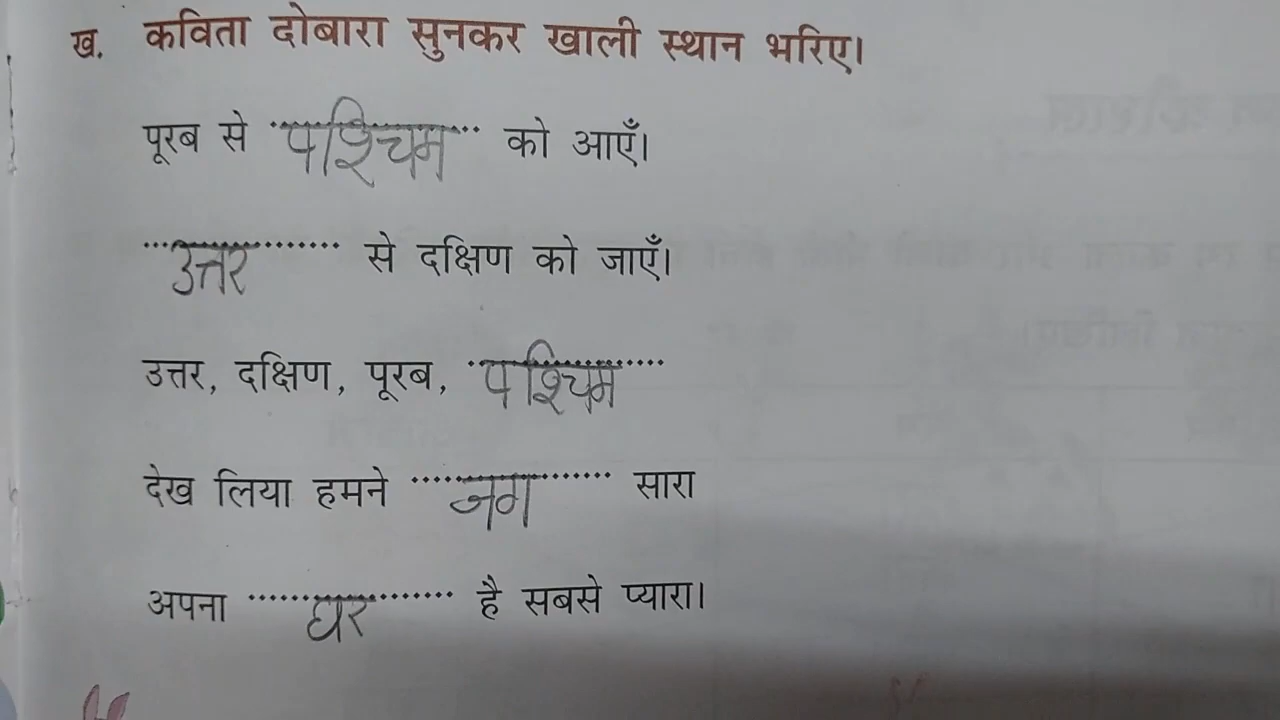 ख. कविता दोबारा सुनकर खाली स्थान भरिए।
पूरब से पश्चिम को आएँ।
उत्तर से दक्षिण को जाएँ।
उत्तर, दक्षिण, पूरब, पश्चिम
देख लिया हमने जग सारा
अपना घर है सबसे प्यारा।